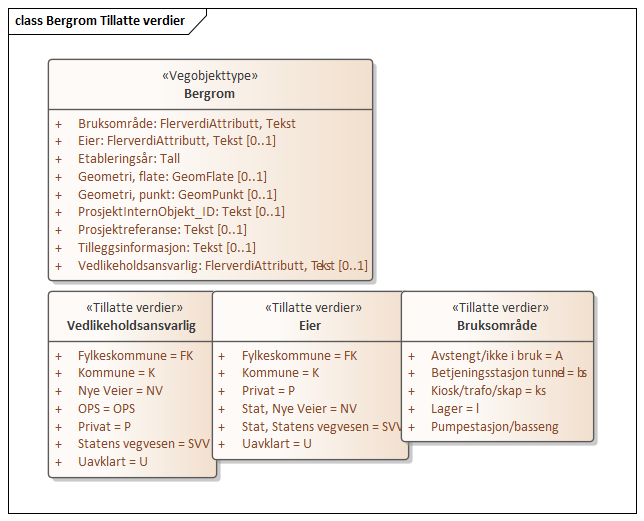 class Bergrom Tillatte verdier
«Vegobjekttype»
Bergrom
+ Bruksområde: FlerverdiAttributt, Tekst
+ Eier: FlerverdiAttributt, Tekst [0..1]
+ Etableringsår: Tall
+ Geometri, flate: GeomFlate [0..1]
+ Geometri, punkt: GeomPunkt [0..1]
+ ProsjektInternObjekt_ID: Tekst [0..1]
+ Prosjektreferanse: Tekst [0..1]
+ Tilleggsinformasjon: Tekst [0..1]
+ Vedlikeholdsansvarlig: FlerverdiAttributt, Tekst [0..1]
«Tillatte verdier»
Vedlikeholdsansvarlig
+ Fylkeskommune = FK
+ Kommune = K
+ Nye Veier = NV
+ OPS = OPS
+ Privat = P
+ Statens vegvesen = SVV
+ Uavklart = U
«Tillatte verdier»
Eier
+ Fylkeskommune = FK
+ Kommune = K
+ Privat = P
+ Stat, Nye Veier = NV
+ Stat, Statens vegvesen = SVV
+ Uavklart = U
«Tillatte verdier»
Bruksområde
+ Avstengt/ikke i bruk = A
+ Betjeningsstasjon tunnel = bs
+ Kiosk/trafo/skap = ks
+ Lager = l
+ Pumpestasjon/basseng